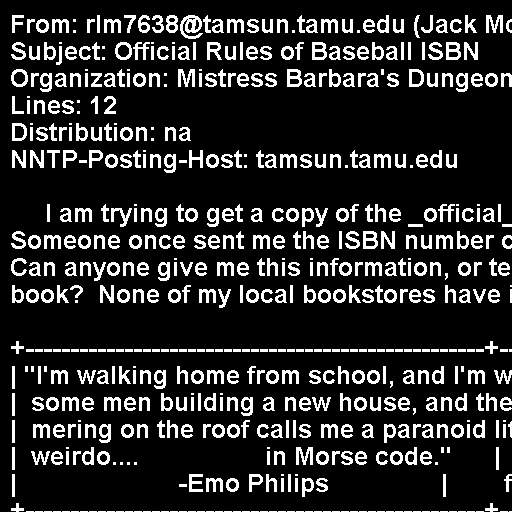 From: rlm7638@tamsun.tamu.edu (Jack Mc
Subject: Official Rules of Baseball ISBN
Organization: Mistress Barbara's Dungeon
Lines: 12
Distribution: na
NNTP-Posting-Host: tamsun.tamu.edu
I am trying to get a copy of the _official_
Someone once sent me the ISBN number o
Can anyone give me this information, or te
book?  None of my local bookstores have i
+---------------------------------------------------+--
| "I'm walking home from school, and I'm w
|  some men building a new house, and the
|  mering on the roof calls me a paranoid lit
|  weirdo....                  in Morse code."      |
|                       -Emo Philips                |        f
+---------------------------------------------------+--